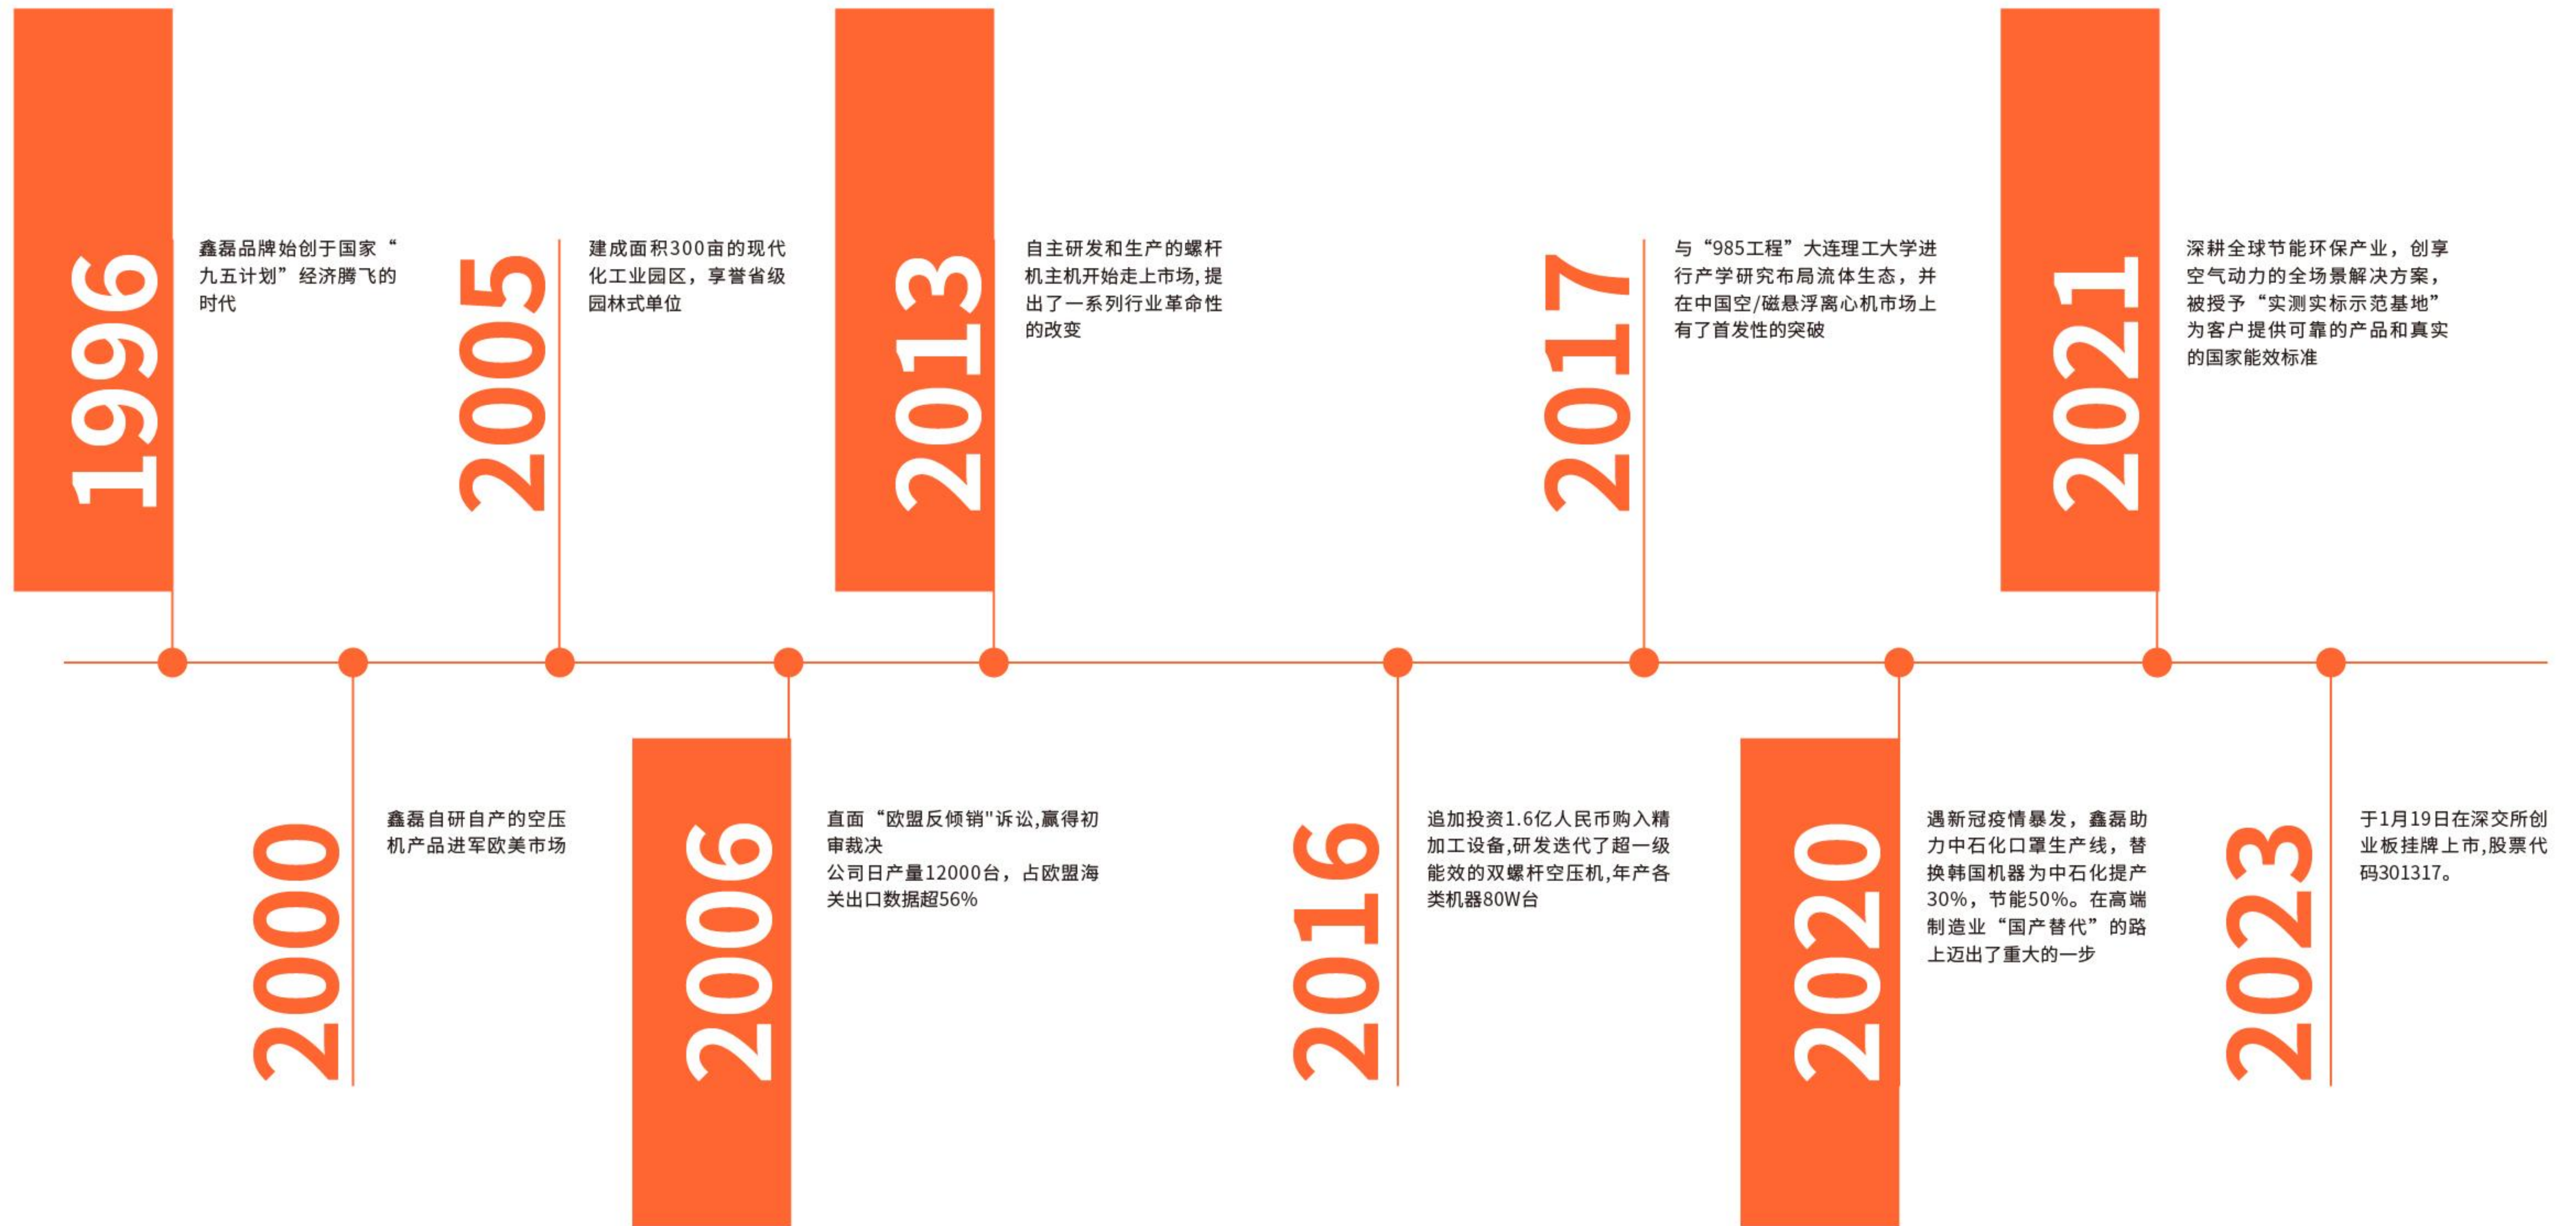 1996
鑫磊品牌始创于国家“
九五计划”经济腾飞的
时代
2000
鑫磊自研自产的空压
机产品进军欧美市场
2005
建成面积300亩的现代
化工业园区，享誉省级
园林式单位
2006
直面“欧盟反倾销"诉讼,赢得初
审裁决
公司日产量12000台，占欧盟海
关出口数据超56%
2013
自主研发和生产的螺杆
机主机开始走上市场,提
出了一系列行业革命性
的改变
2016
追加投资1.6亿人民币购入精
加工设备,研发迭代了超一级
能效的双螺杆空压机,年产各
类机器80W台
2017
与“985工程”大连理工大学进
行产学研究布局流体生态，并
在中国空/磁悬浮离心机市场上
有了首发性的突破
2020
遇新冠疫情暴发，鑫磊助
力中石化口罩生产线，替
换韩国机器为中石化提产
30%，节能50%。在高端
制造业“国产替代”的路
上迈出了重大的一步
2021
深耕全球节能环保产业，创享
空气动力的全场景解决方案，
被授予“实测实标示范基地”
为客户提供可靠的产品和真实
的国家能效标准
2023
于1月19日在深交所创
业板挂牌上市,股票代
码301317。